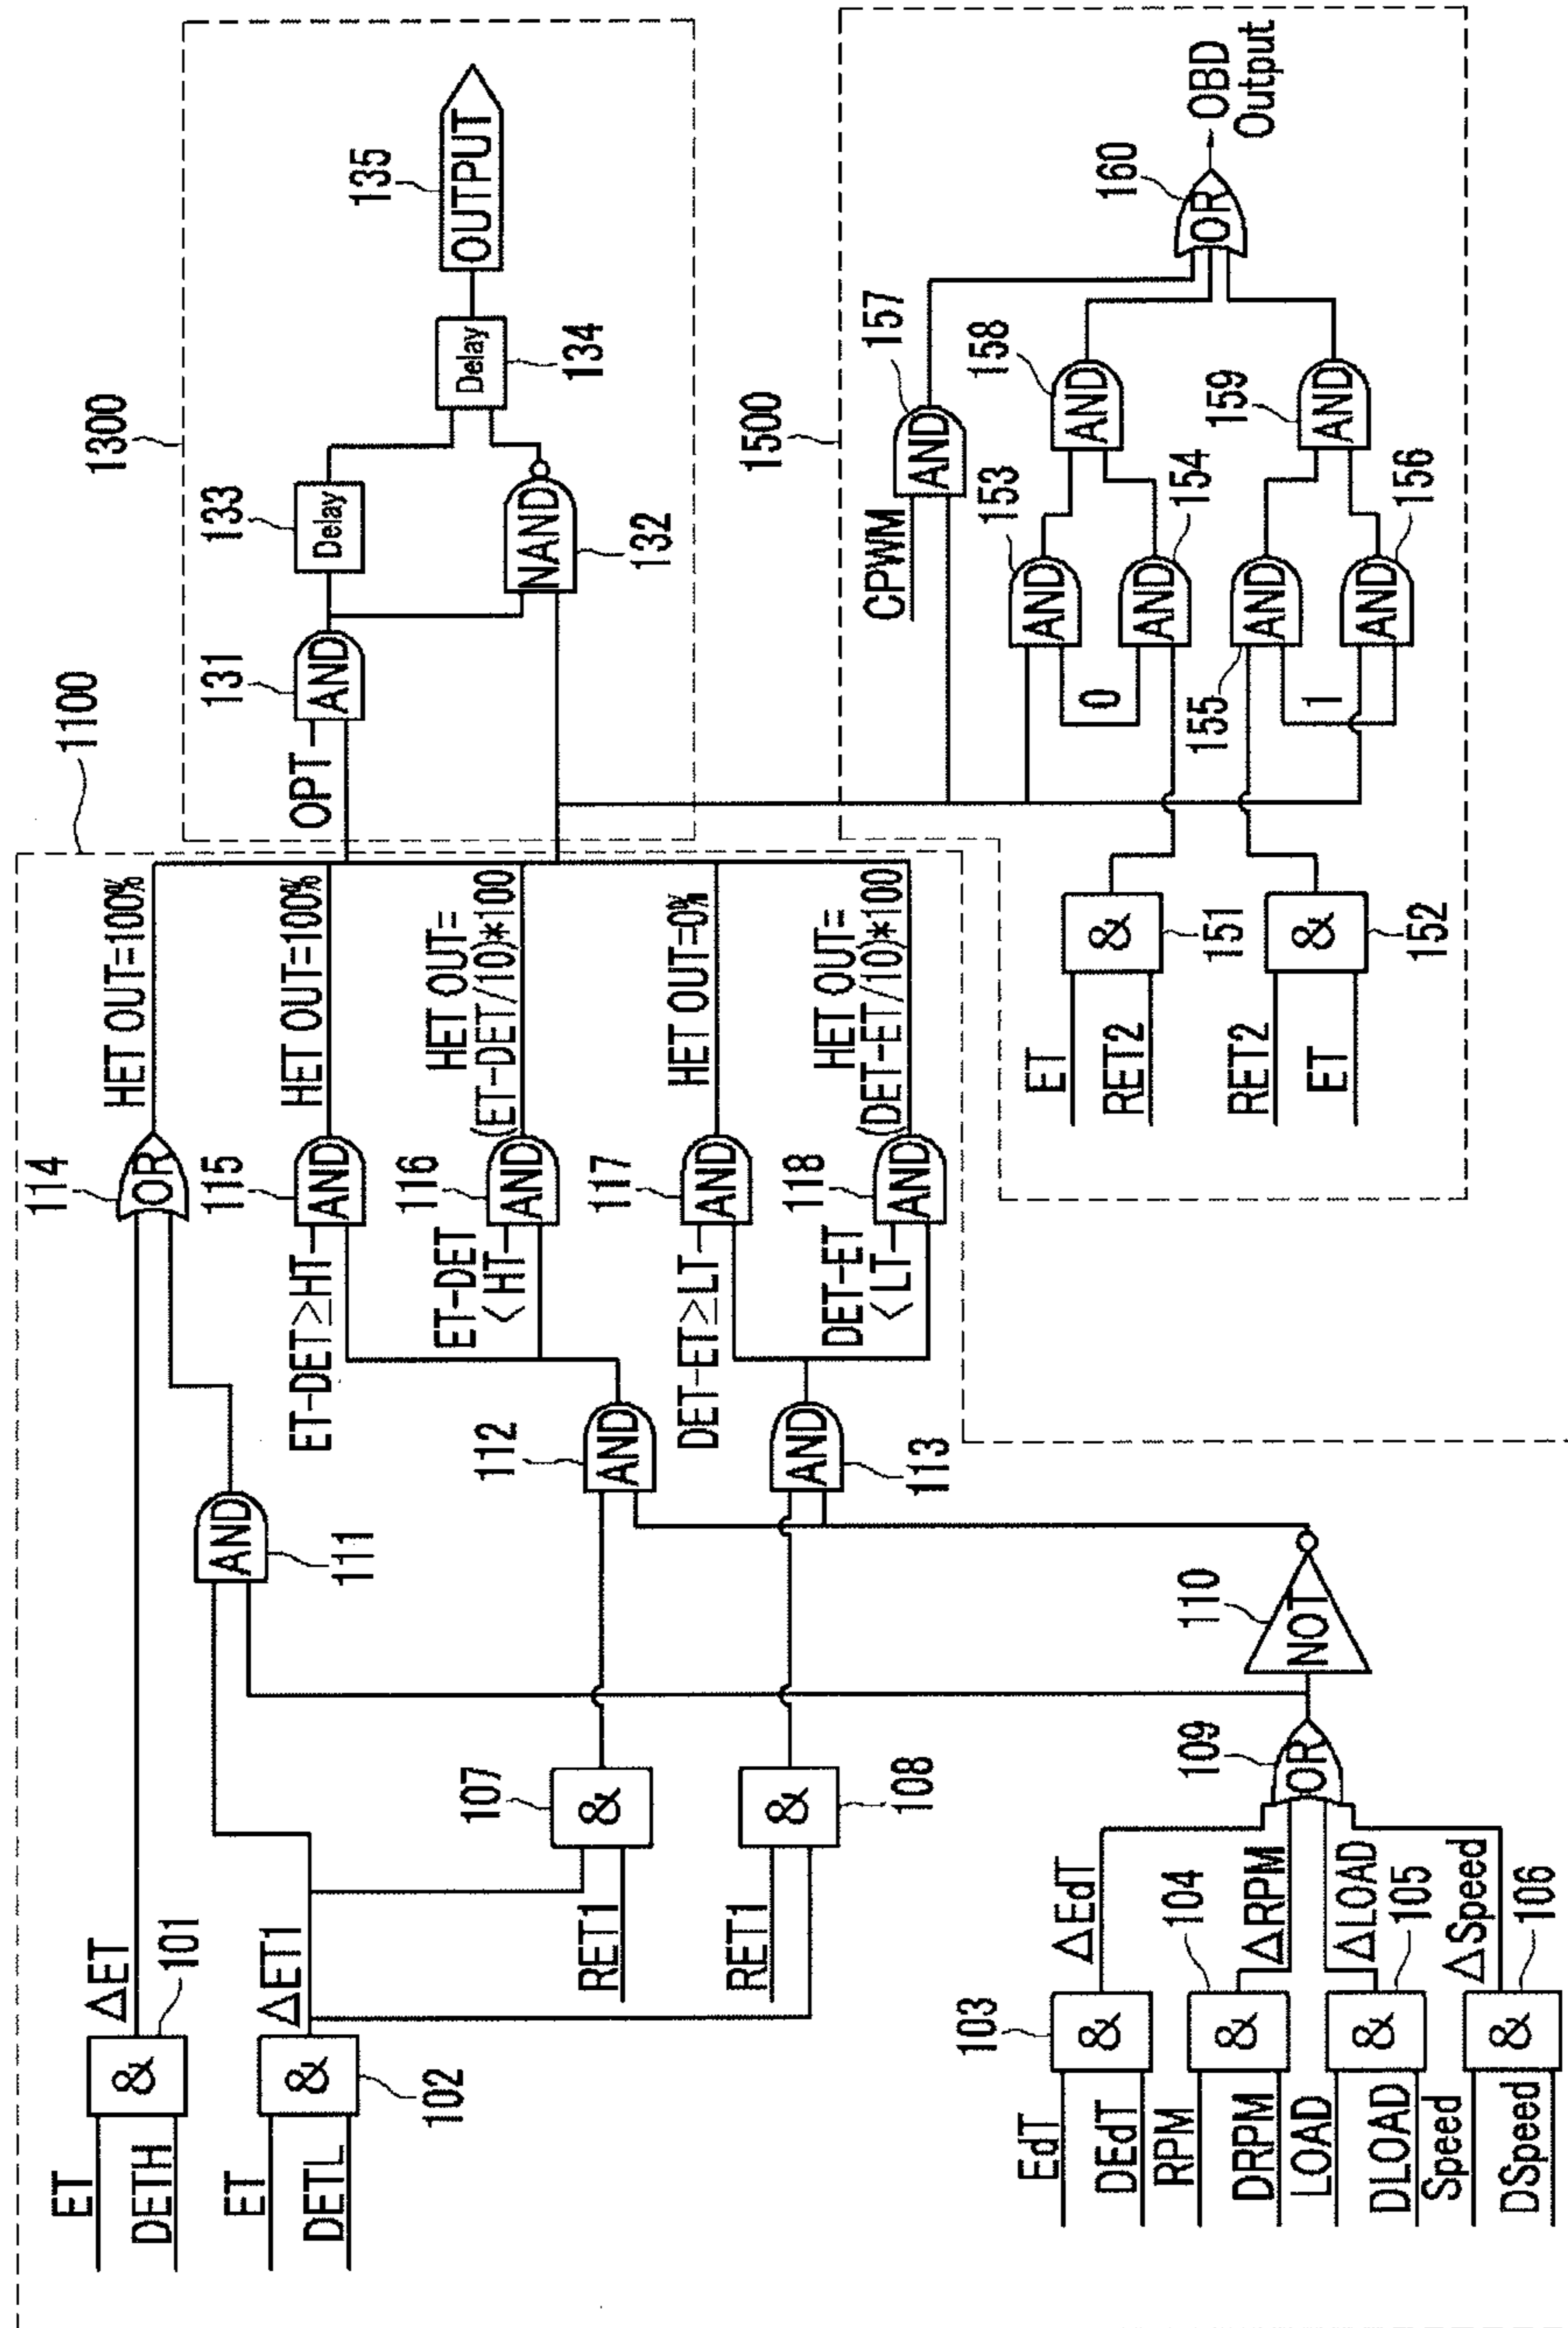 1100
1300
1500
ET
DETH
&
101
△ET
ET
DETL
&
102
△ET1
RET1
&
107
RET1
&
108
EdT
DEdT
&
103
△EdT
RPM
DRPM
&
104
△RPM
LOAD
DLOAD
&
105
△LOAD
Speed
DSpeed
&
106
△Speed
OR
109
NOT
110
AND
111
AND
112
AND
113
OR
114
HET OUT=100%
ET-DET≥HT
AND
115
HET OUT=100%
ET-DET
<HT
AND
116
HET OUT=
(ET-DET/10)*100
DET-ET≥LT
AND
117
HET OUT=0%
DET-ET
<LT
AND
118
HET OUT=
(DET-ET/10)*100
OPT
AND
131
NAND
132
Delay
133
Delay
134
OUTPUT
135
ET
RET2
&
151
RET2
ET
&
152
CPWM
AND
157
AND
153
0
AND
154
AND
155
1
AND
156
AND
158
AND
159
OR
160
OBD
Output